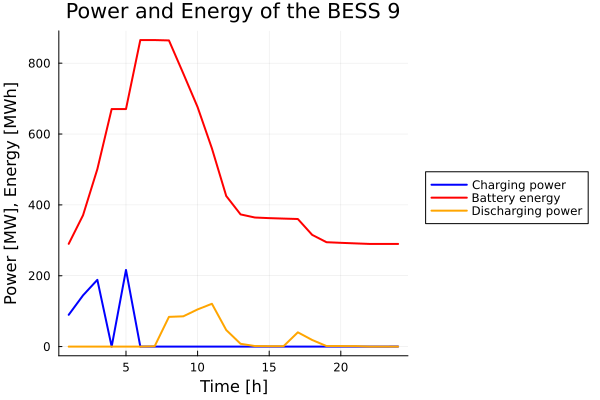 Power and Energy of the BESS 9
Power [MW], Energy [MWh]
800
600
400
200
0
5
10
15
20
Time [h]
Charging power
Battery energy
Discharging power